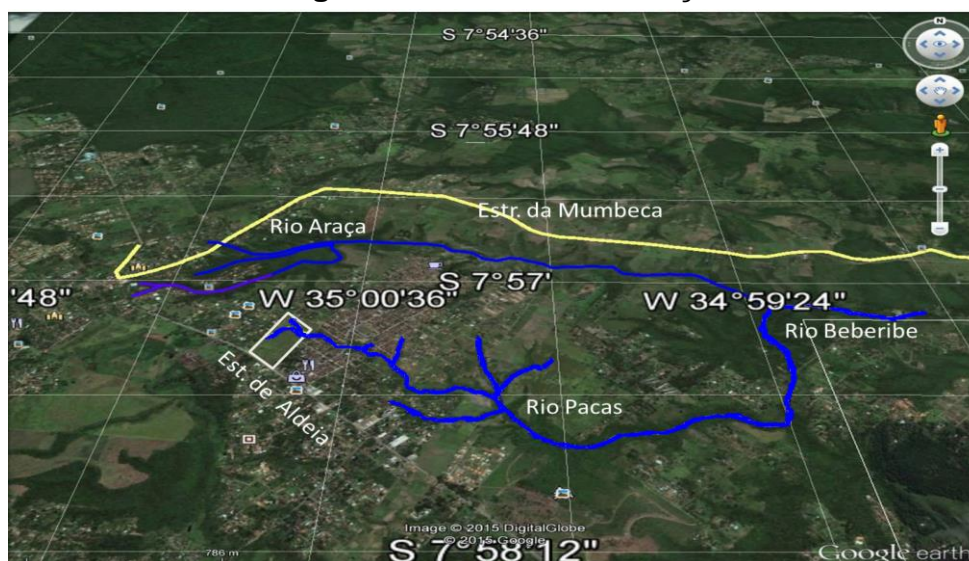 N
S 7°54'36"
S 7°55'48"
Estr. da Mumbeca
Rio Araça
S 7°57'
'48"
W 35°00'36"
W 34°59'24"
Rio Beberibe
Est. de Aldeia
Rio Pacas
Image © 2015 DigitalGlobe
© 2015 Google
786 m
S 7°58'12"
Google earth